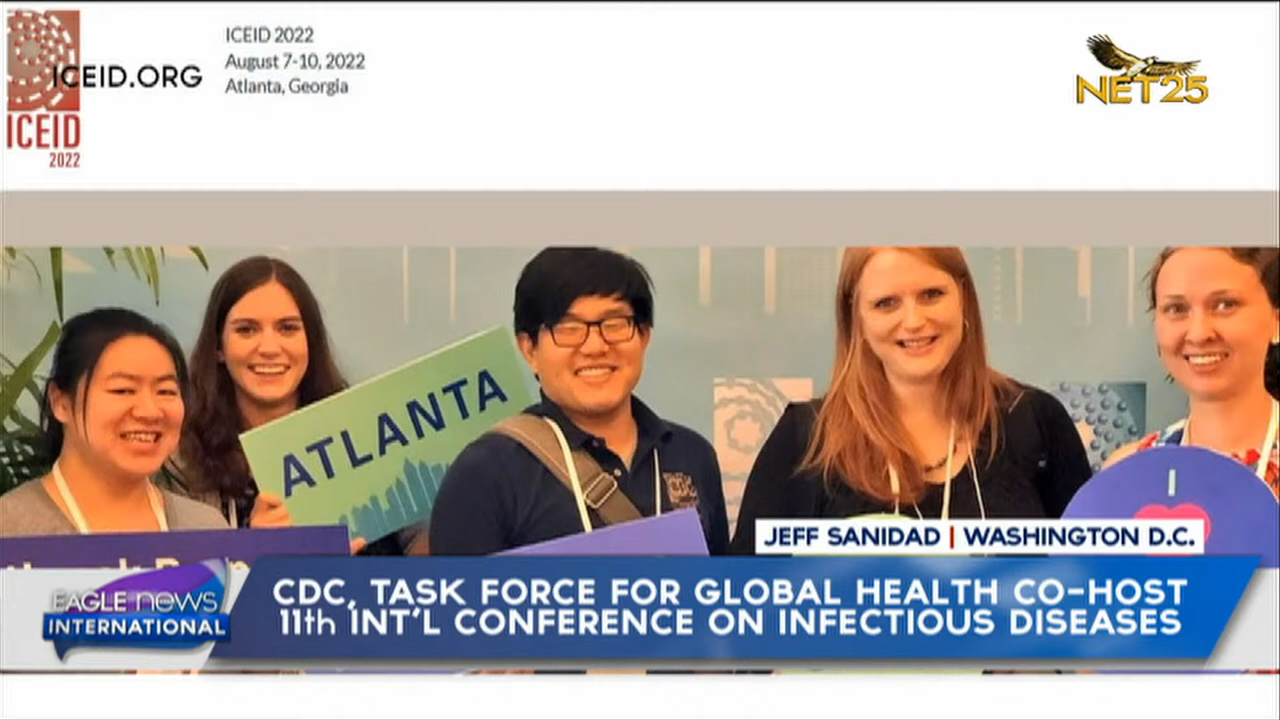 ICEID 2022
August 7-10, 2022
Atlanta, Georgia
ICEID.ORG
ICEID
2022
NET25
ATLANTA
I
JEFF SANIDAD | WASHINGTON D.C.
EAGLE NEWS
INTERNATIONAL
CDC, TASK FORCE FOR GLOBAL HEALTH CO-HOST
11th INT'L CONFERENCE ON INFECTIOUS DISEASES